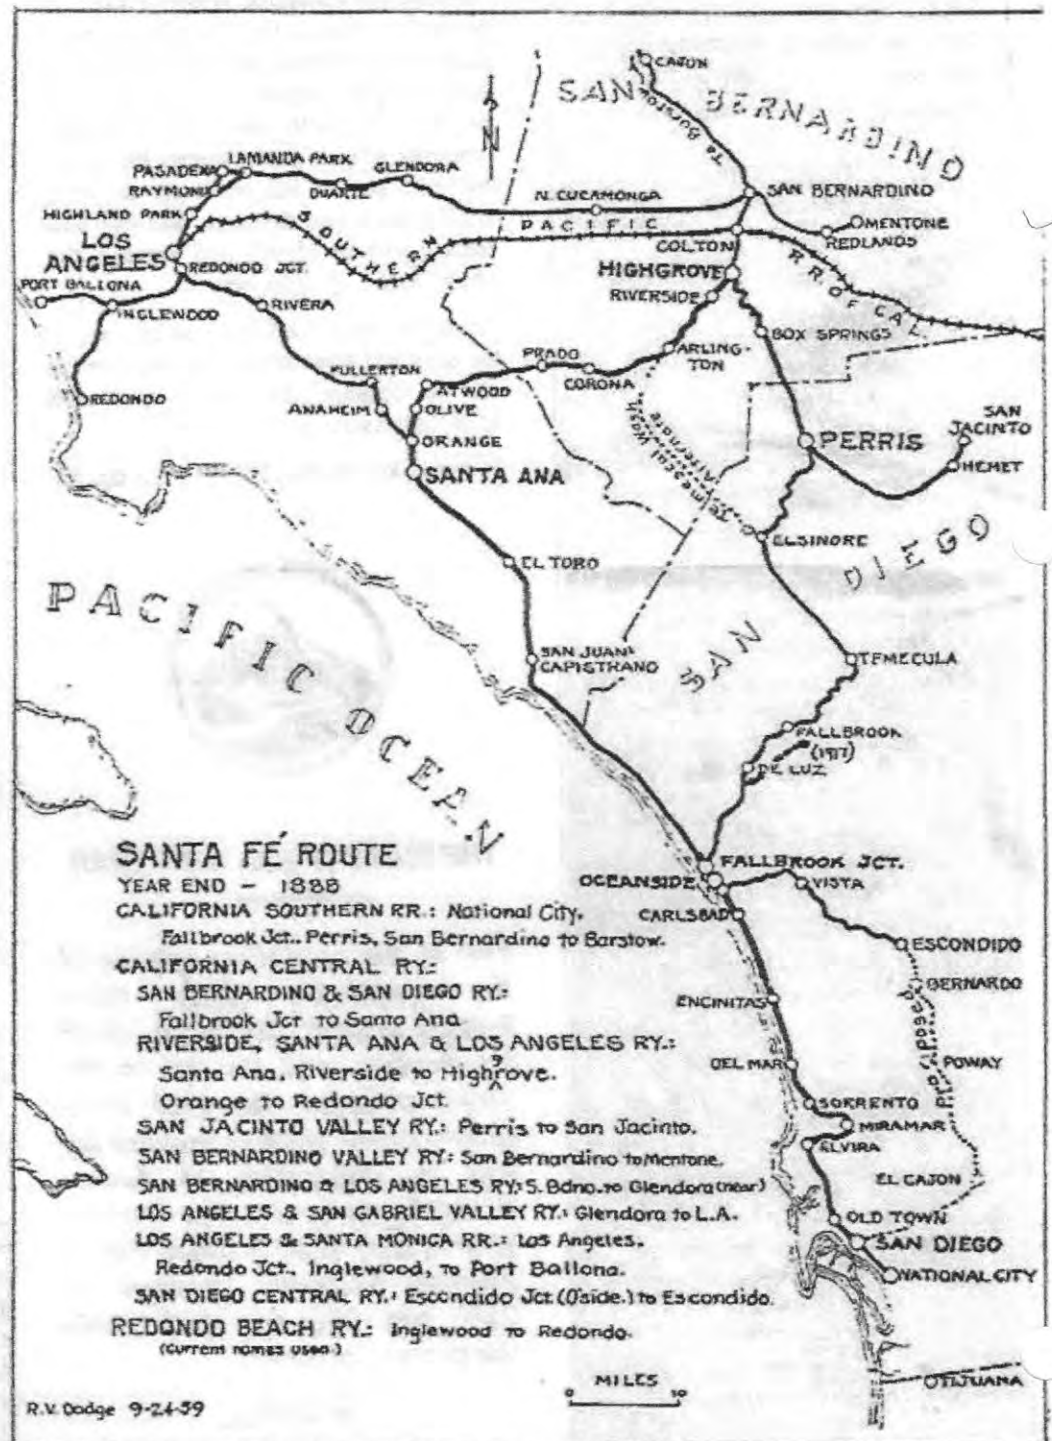 CAJON
SAN BERNARDINO
To Barstow
N
PASADENA
LAMANDA PARK
GLENDORA
RAYMOND
DUARTE
N. CUCAMONGA
SAN BERNARDINO
HIGHLAND PARK
MENTONE
REDLANDS
SOUTHERN PACIFIC R.R. OF CAL.
COLTON
LOS
ANGELES
REDONDO JCT.
HIGHGROVE
PORT BALLONA
RIVERSIDE
INGLEWOOD
RIVERA
BOX SPRINGS
ARLING-
TON
PRADO
CORONA
FULLERTON
ATWOOD
REDONDO
ANAHEIM
OLIVE
ORANGE
SAN
JACINTO
PERRIS
HEMET
SANTA ANA
Temescal Wash
Alternate
ELSINORE
EL TORO
SAN DIEGO
PACIFIC OCEAN
SAN JUAN
CAPISTRANO
TEMECULA
FALLBROOK
(1917)
DE LUZ
FALLBROOK JCT.
OCEANSIDE
VISTA
CARLSBAD
ESCONDIDO
BERNARDO
ENCINITAS
Proposed
POWAY
DEL MAR
SORRENTO
MIRAMAR
ELVIRA
EL CAJON
OLD TOWN
SAN DIEGO
NATIONAL CITY
TIJUANA
SANTA FÉ ROUTE
YEAR END - 1888
CALIFORNIA SOUTHERN RR.: National City,
Fallbrook Jct., Perris, San Bernardino to Barstow.
CALIFORNIA CENTRAL RY.:
SAN BERNARDINO & SAN DIEGO RY.:
Fallbrook Jct to Santa Ana
RIVERSIDE, SANTA ANA & LOS ANGELES RY.:
Santa Ana, Riverside to Highgrove.
Orange to Redondo Jct.
SAN JACINTO VALLEY RY.: Perris to San Jacinto.
SAN BERNARDINO VALLEY RY: San Bernardino to Mentone.
SAN BERNARDINO & LOS ANGELES RY: S. Bdno. to Glendora (near)
LOS ANGELES & SAN GABRIEL VALLEY RY.: Glendora to L.A.
LOS ANGELES & SANTA MONICA RR.: Los Angeles,
Redondo Jct., Inglewood, to Port Ballona.
SAN DIEGO CENTRAL RY.: Escondido Jct (O'side.) to Escondido.
REDONDO BEACH RY.: Inglewood to Redondo.
(Current names used.)
MILES
0 10
R.V. Dodge 9-24-59